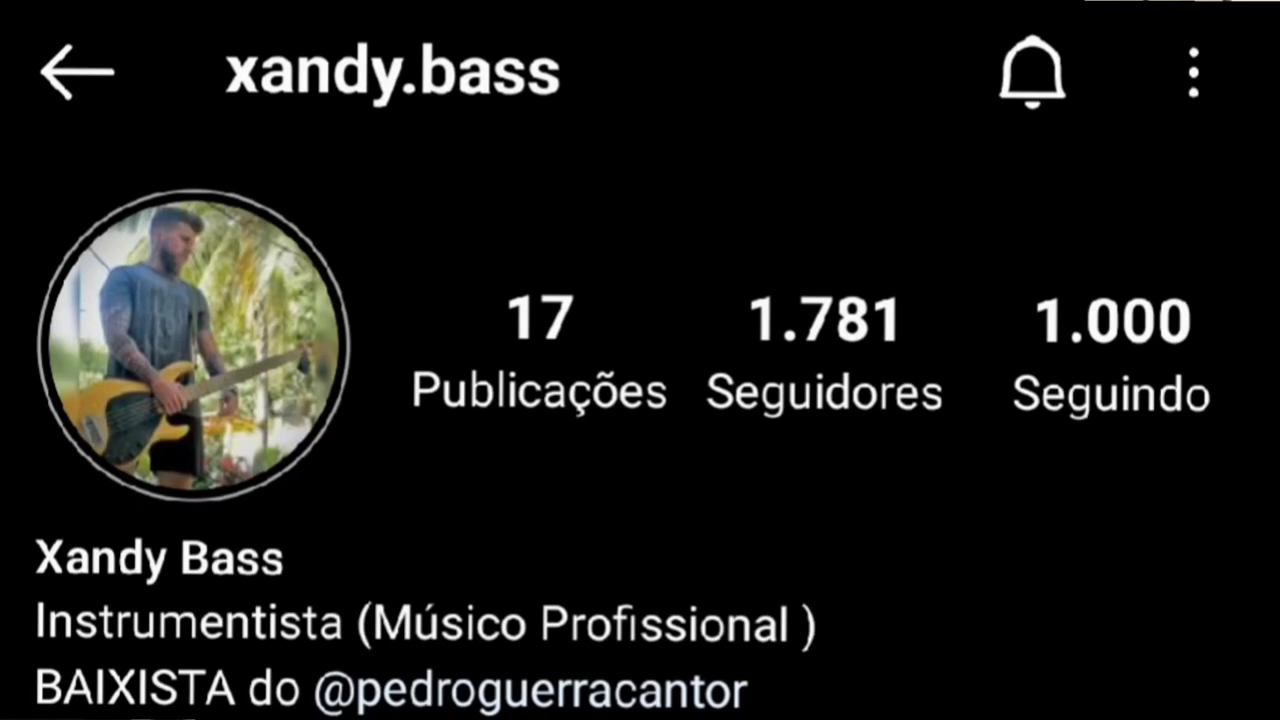 xandy.bass
17 1.781 1.000
Publicações Seguidores Seguindo
Xandy Bass
Instrumentista (Músico Profissional )
BAIXISTA do @pedroguerracantor